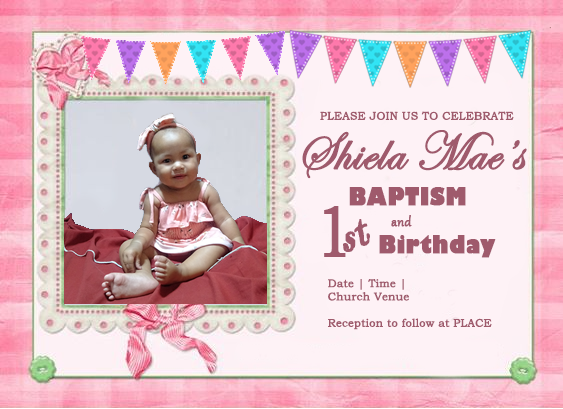 PLEASE JOIN US TO CELEBRATE
Shiela Mae's
BAPTISM
and
1st Birthday
Date | Time |
Church Venue
Reception to follow at PLACE